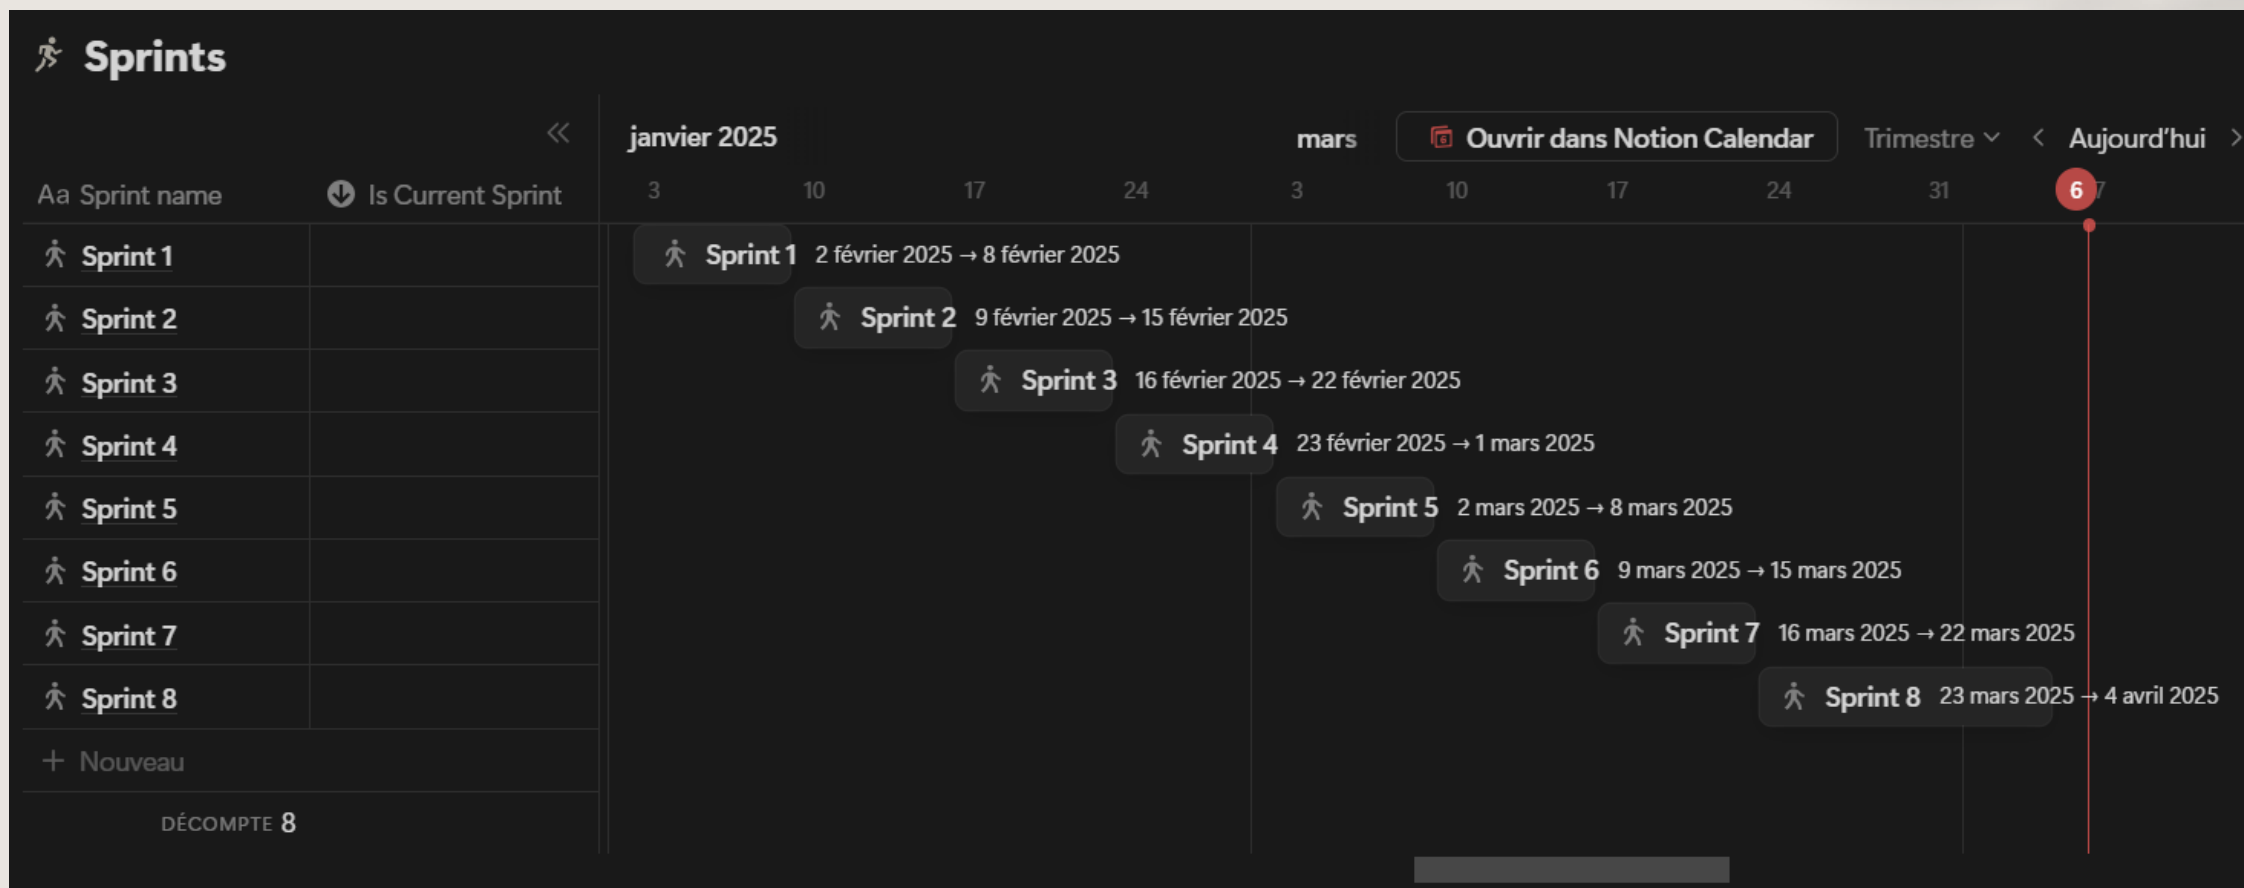 Sprints
janvier 2025 mars Ouvrir dans Notion Calendar Trimestre Aujourd'hui
Aa Sprint name Is Current Sprint 3 10 17 24 3 10 17 24 31 6 7
Sprint 1 Sprint 1 2 février 2025 → 8 février 2025
Sprint 2 Sprint 2 9 février 2025 → 15 février 2025
Sprint 3 Sprint 3 16 février 2025 → 22 février 2025
Sprint 4 Sprint 4 23 février 2025 → 1 mars 2025
Sprint 5 Sprint 5 2 mars 2025 → 8 mars 2025
Sprint 6 Sprint 6 9 mars 2025 → 15 mars 2025
Sprint 7 Sprint 7 16 mars 2025 → 22 mars 2025
Sprint 8 Sprint 8 23 mars 2025 → 4 avril 2025
+ Nouveau
DÉCOMPTE 8